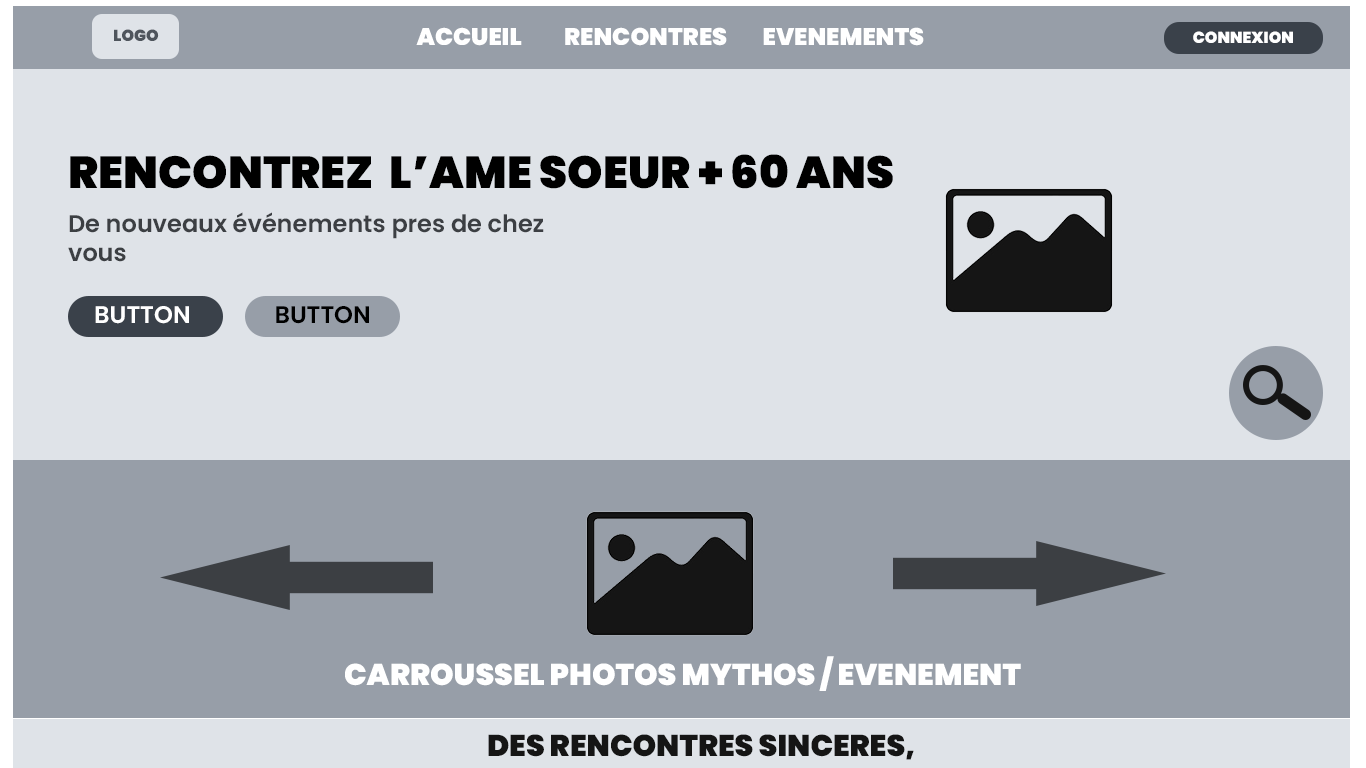 LOGO
ACCUEIL RENCONTRES EVENEMENTS
CONNEXION
RENCONTREZ L’AME SOEUR + 60 ANS
De nouveaux événements pres de chez
vous
BUTTON BUTTON
CARROUSSEL PHOTOS MYTHOS / EVENEMENT
DES RENCONTRES SINCERES,